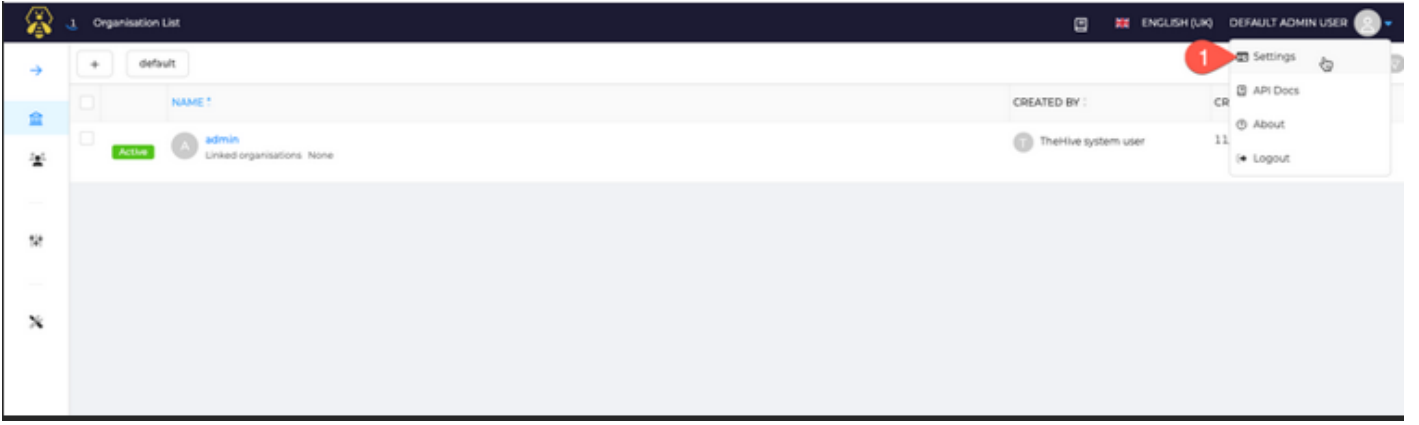 Organisation List
ENGLISH (UK)
DEFAULT ADMIN USER
1
Settings
API Docs
About
Logout
+
default
NAME
CREATED BY
CR
Active
A
admin
Linked organisations None
T
TheHive system user
11